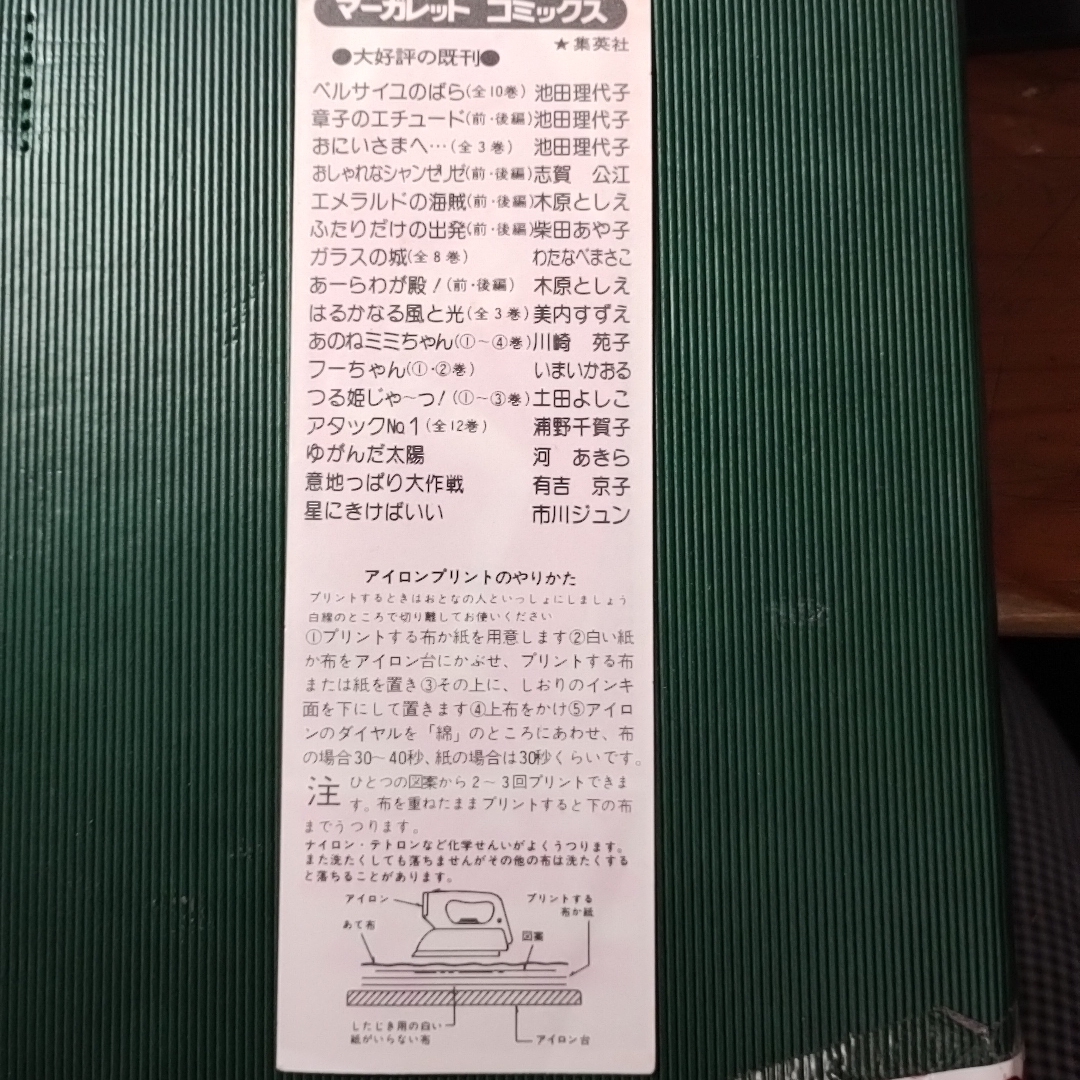 マーガレット コミックス
★集英社
●大好評の既刊●
ベルサイユのばら(全10巻) 池田理代子
章子のエチュード(前・後編)池田理代子
おにいさまへ…(全3巻) 池田理代子
おしゃれなシャンゼリゼ(前・後編)志賀 公江
エメラルドの海賊(前・後編)木原としえ
ふたりだけの出発(前・後編)柴田あや子
ガラスの城(全8巻) わたなべまさこ
あーらわが殿!(前・後編) 木原としえ
はるかなる風と光(全3巻)美内すずえ
あのねミミちゃん(①~④巻)川崎 苑子
フーちゃん(①・②巻) いまいかおる
つる姫じゃ~っ!(①~③巻)土田よしこ
アタックNo.1(全12巻) 浦野千賀子
ゆがんだ太陽 河 あきら
意地っぱり大作戦 有吉 京子
星にきけばいい 市川ジュン
アイロンプリントのやりかた
プリントするときはおとなの人といっしょにしましょう
白線のところで切り離してお使いください
①プリントする布か紙を用意します②白い紙
か布をアイロン台にかぶせ、プリントする布
または紙を置き③その上に、しおりのインキ
面を下にして置きます④上布をかけ⑤アイロ
ンのダイヤルを「綿」のところにあわせ、布
の場合30~40秒、紙の場合は30秒くらいです。
注 ひとつの図案から2~3回プリントできま
す。布を重ねたままプリントすると下の布
までうつります。
ナイロン・テトロンなど化学せんいがよくうつります。
また洗たくしても落ちませんがその他の布は洗たくする
と落ちることがあります。
アイロン
プリントする
布か紙
あて布
図案
したじき用の白い
紙がいらない布
アイロン台